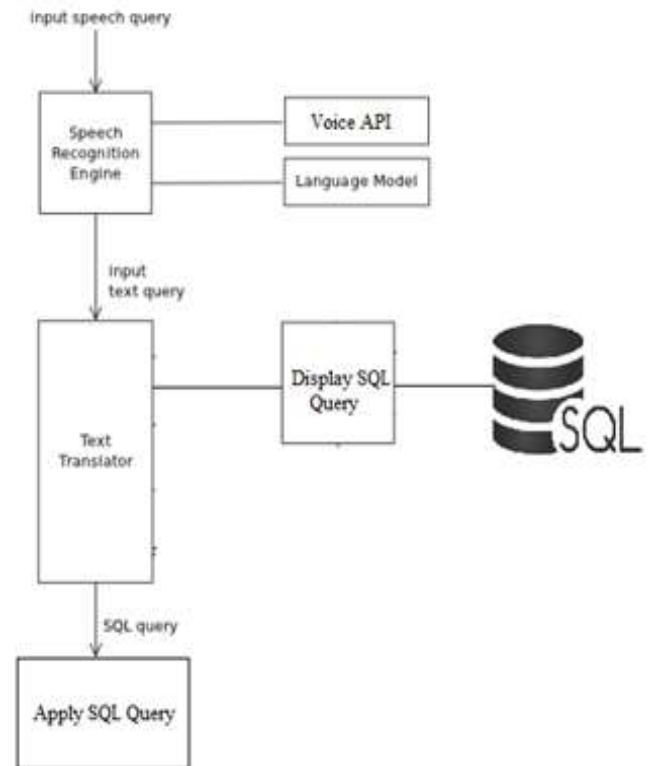 input speech query
Speech
Recognition
Engine
Voice API
Language Model
input
text query
Text
Translator
Display SQL
Query
SQL
SQL query
Apply SQL Query